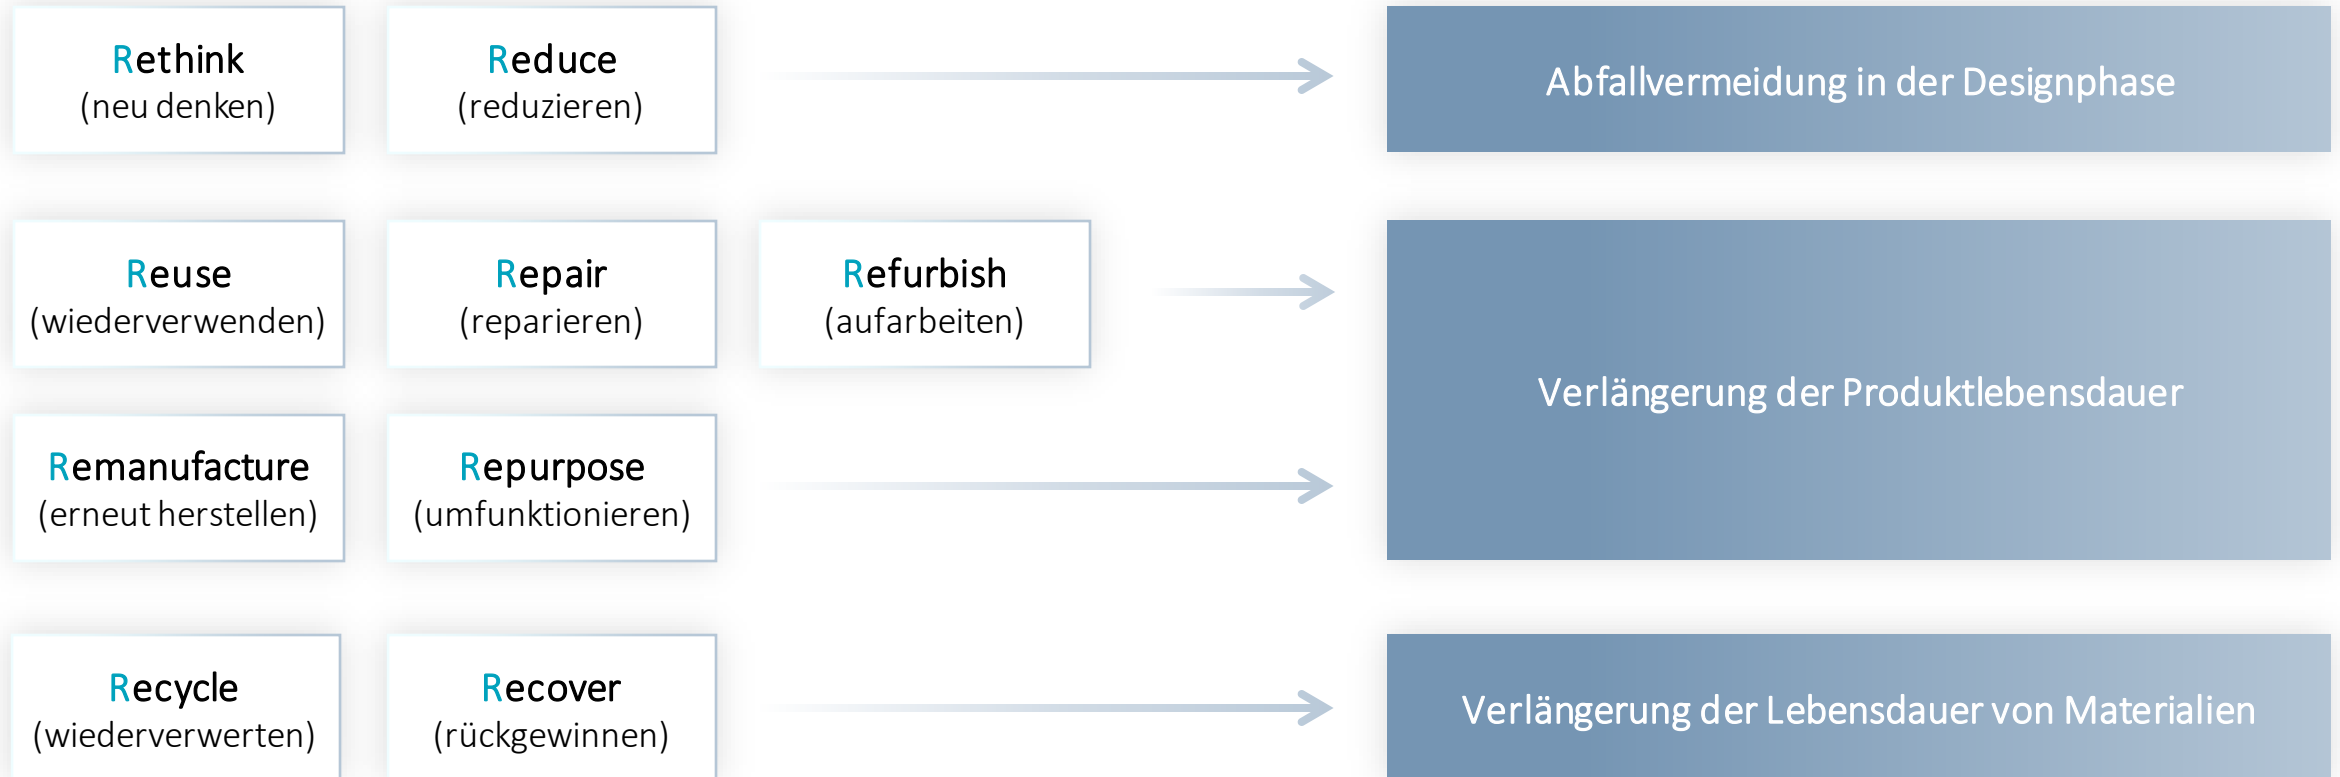 Rethink
(neu denken)
Reduce
(reduzieren)
Abfallvermeidung in der Designphase
Reuse
(wiederverwenden)
Repair
(reparieren)
Refurbish
(aufarbeiten)
Verlängerung der Produktlebensdauer
Remanufacture
(erneut herstellen)
Repurpose
(umfunktionieren)
Recycle
(wiederverwerten)
Recover
(rückgewinnen)
Verlängerung der Lebensdauer von Materialien